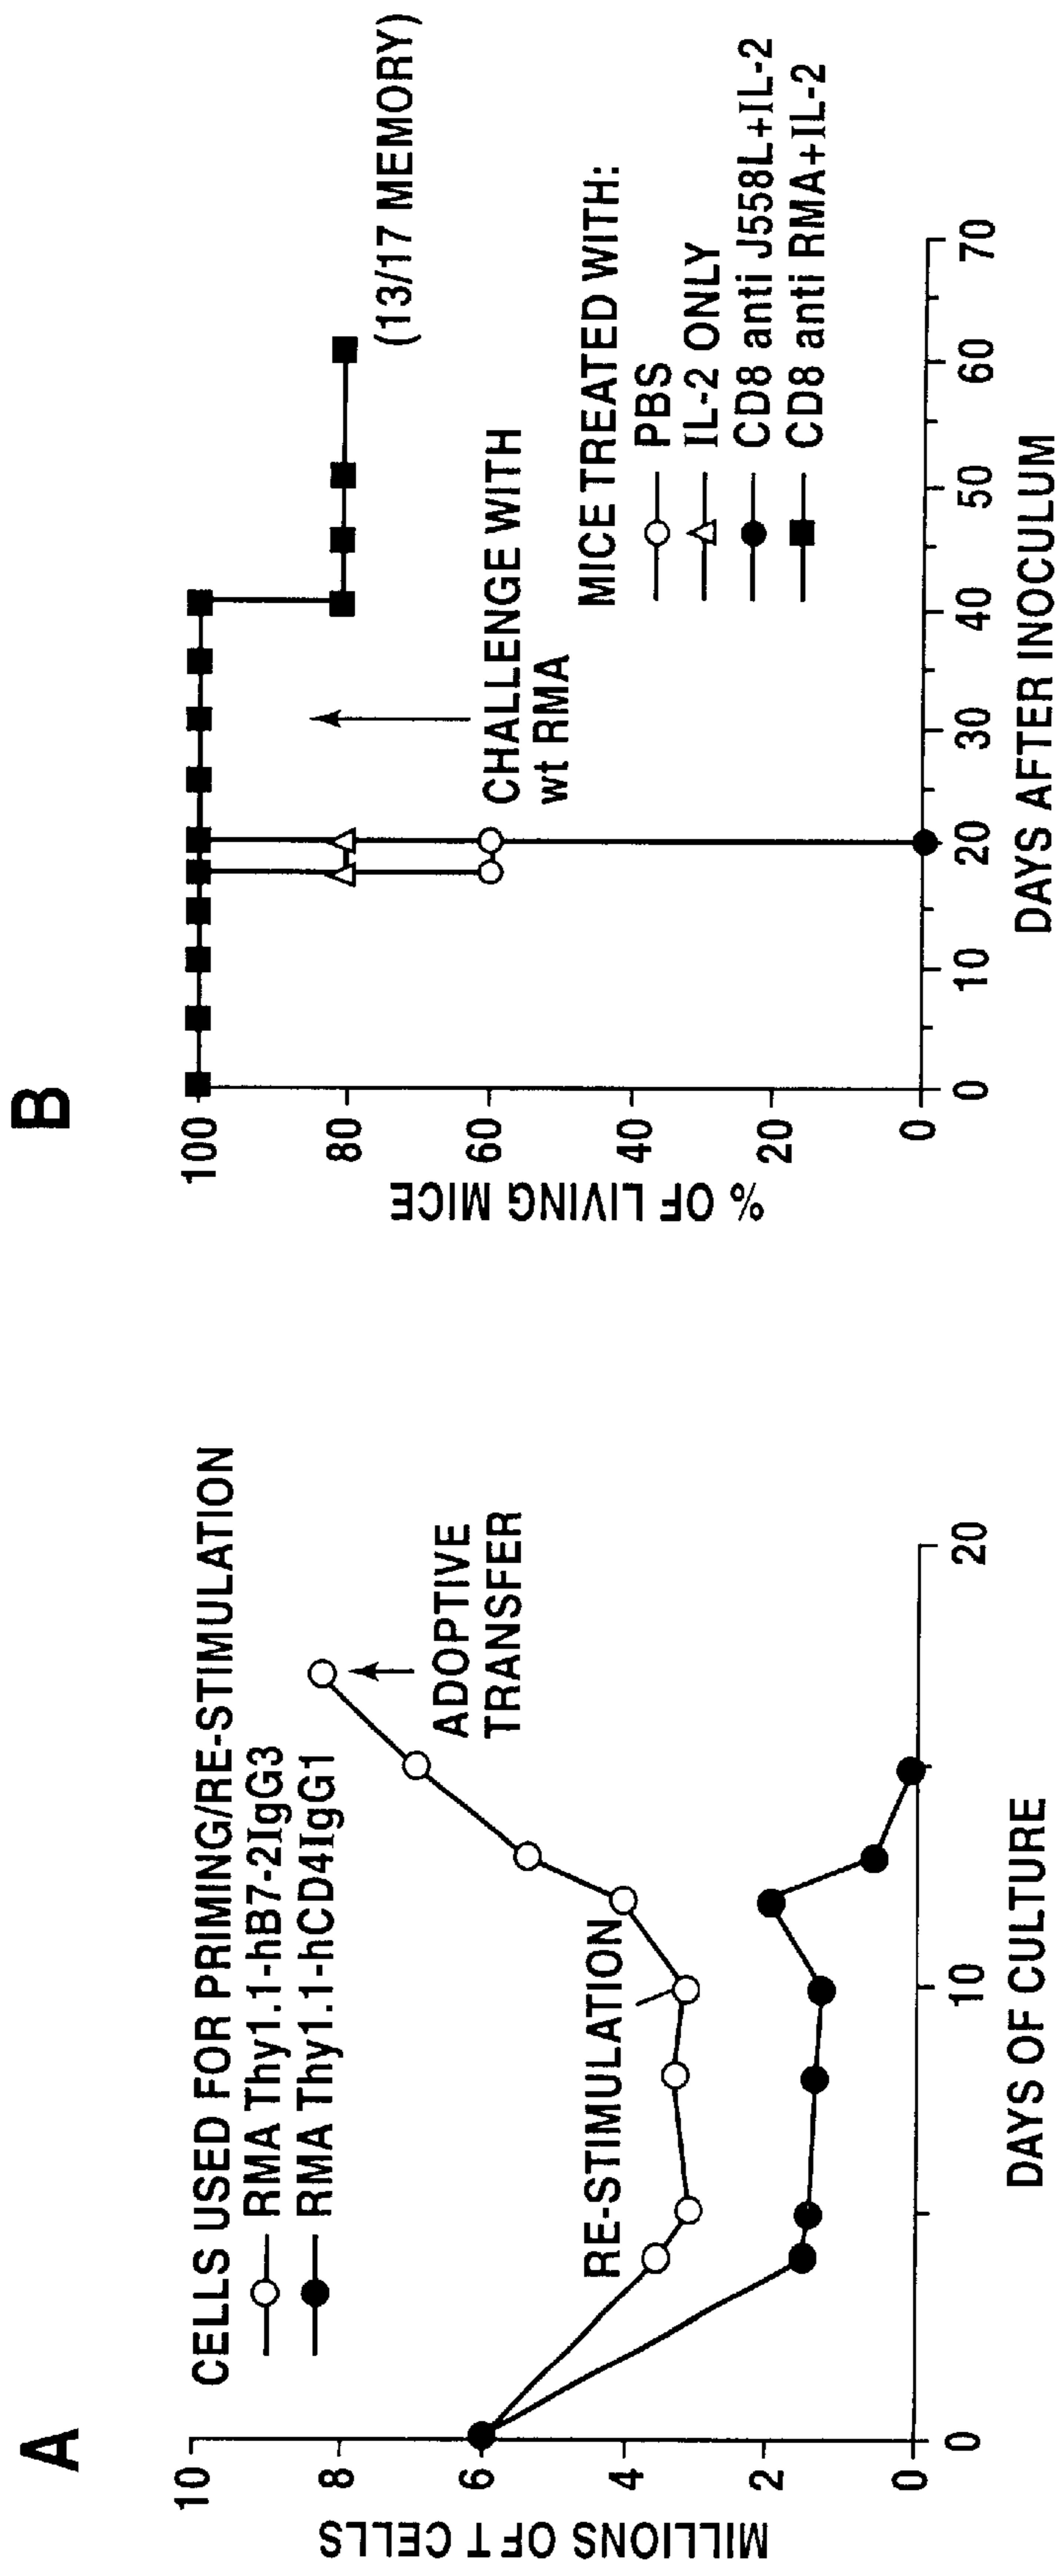 A
CELLS USED FOR PRIMING/RE-STIMULATION
RMA Thy1.1-hB7-2IgG3
RMA Thy1.1-hCD4IgG1
ADOPTIVE
TRANSFER
RE-STIMULATION
MILLIONS OF T CELLS
10
8
6
4
2
0
0
10
20
DAYS OF CULTURE
B
(13/17 MEMORY)
CHALLENGE WITH
wt RMA
MICE TREATED WITH:
PBS
IL-2 ONLY
CD8 anti J558L+IL-2
CD8 anti RMA+IL-2
% OF LIVING MICE
100
80
60
40
20
0
0
10
20
30
40
50
60
70
DAYS AFTER INOCULUM